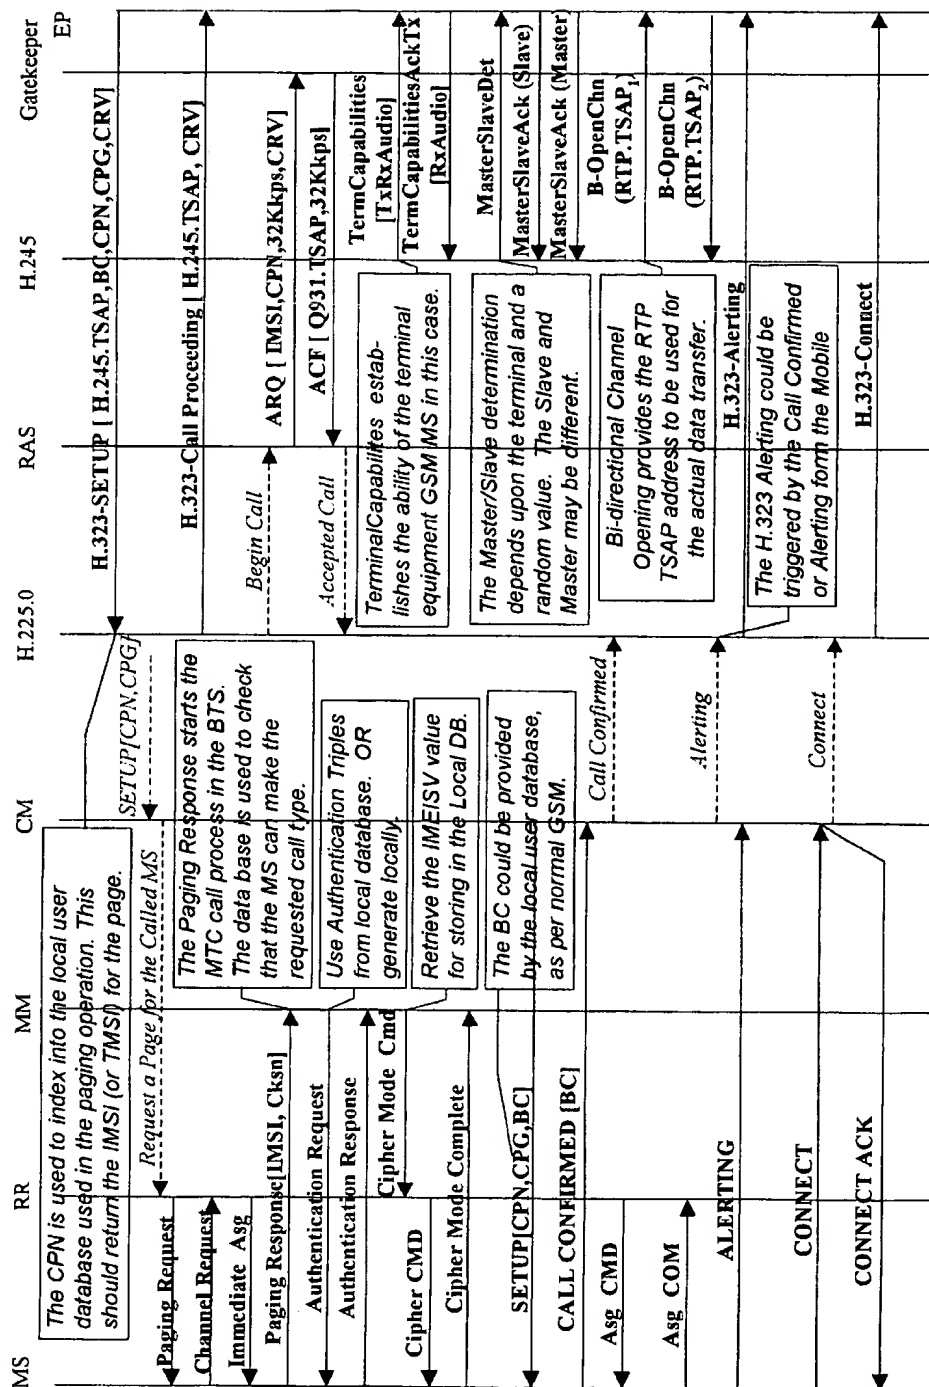 MS
RR
MM
CM
H.225.0
RAS
H.245
Gatekeeper
EP
The CPN is used to index into the local user
database used in the paging operation. This
should return the IMSI (or TMSI) for the page.
H.323-SETUP [ H.245.TSAP,BC,CPN,CPG,CRV]
SETUP[CPN,CPG]
Request a Page for the Called MS
Paging Request
H.323-Call Proceeding [ H.245.TSAP, CRV]
Channel Request
Immediate Asg
The Paging Response starts the
MTC call process in the BTS.
The data base is used to check
that the MS can make the
requested call type.
Paging Response[IMSI, Cksn]
Begin Call
ARQ [ IMSI,CPN,32Kkps,CRV]
ACF [ Q931.TSAP,32Kkps]
Accepted Call
Use Authentication Triples
from local database. OR
generate locally.
Authentication Request
Authentication Response
TermCapabilities
[TxRxAudio]
TermCapabilitiesAckTx
[RxAudio]
TerminalCapabilites estab-
lishes the ability of the terminal
equipment GSM MS in this case.
Retrieve the IMEISV value
for storing in the Local DB.
Cipher Mode Cmd
Cipher CMD
Cipher Mode Complete
MasterSlaveDet
MasterSlaveAck (Slave)
MasterSlaveAck (Master)
The Master/Slave determination
depends upon the terminal and a
random value. The Slave and
Master may be different.
The BC could be provided
by the local user database,
as per normal GSM.
SETUP[CPN,CPG,BC]
CALL CONFIRMED [BC]
Call Confirmed
B-OpenChn
(RTP.TSAP1)
B-OpenChn
(RTP.TSAP2)
Bi-directional Channel
Opening provides the RTP
TSAP address to be used for
the actual data transfer.
Asg CMD
Asg COM
ALERTING
Alerting
H.323-Alerting
The H.323 Alerting could be
triggered by the Call Confirmed
or Alerting form the Mobile
CONNECT
Connect
H.323-Connect
CONNECT ACK